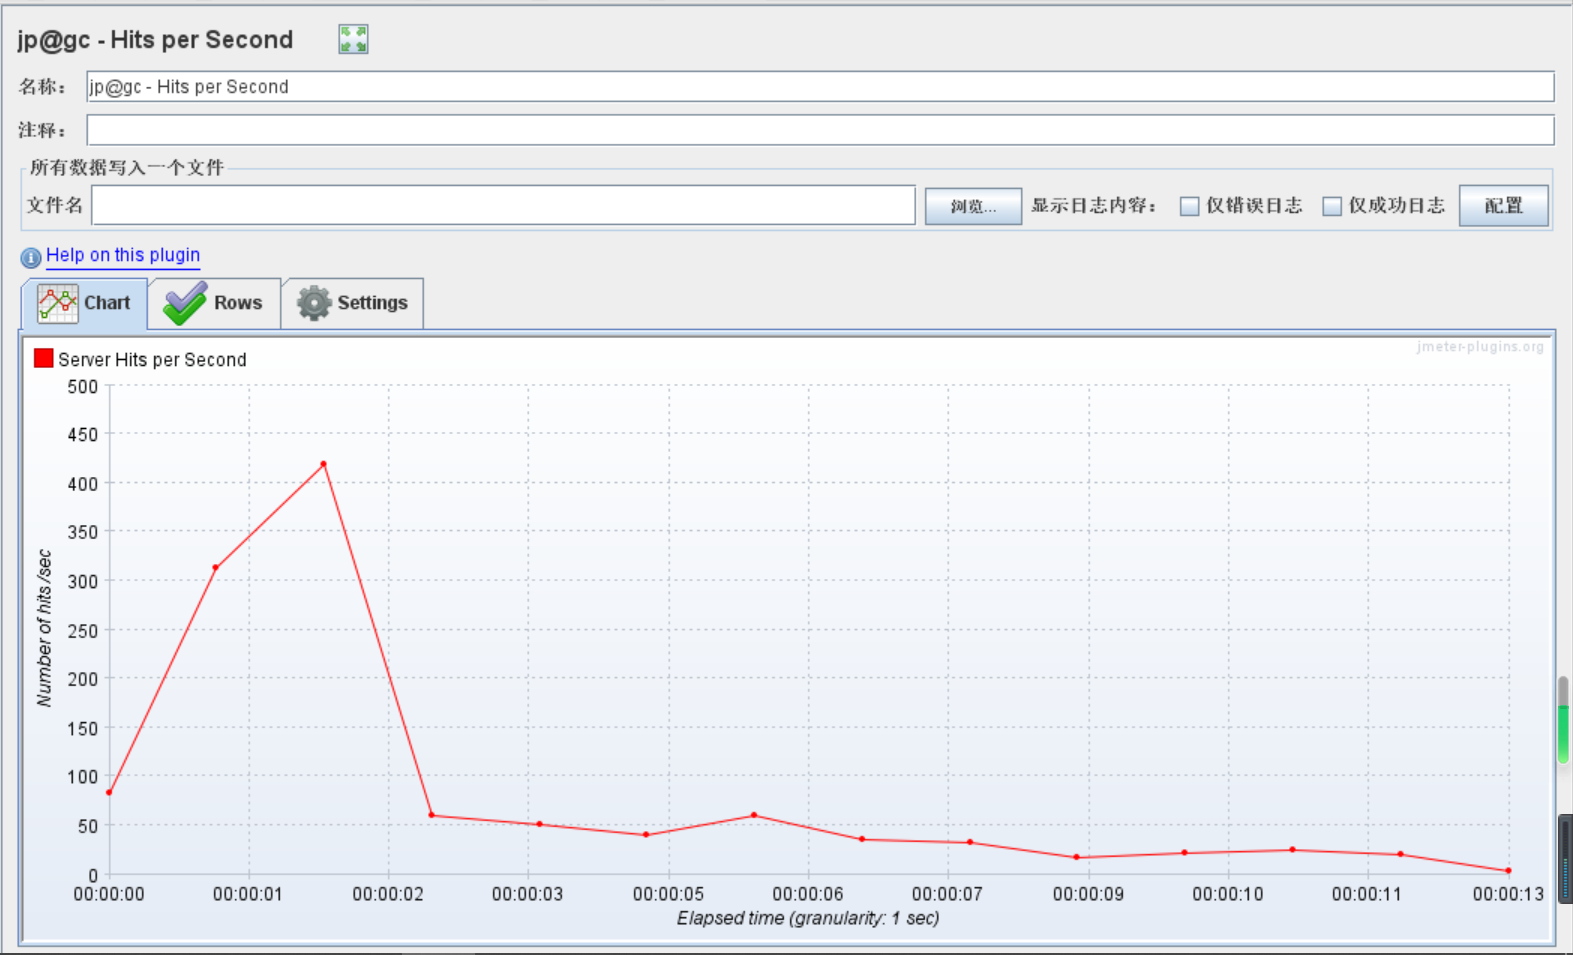 jp@gc - Hits per Second
名称： jp@gc - Hits per Second
注释：
所有数据写入一个文件
文件名 浏览... 显示日志内容： 仅错误日志 仅成功日志 配置
Help on this plugin
Chart Rows Settings
jmeter-plugins.org
Server Hits per Second
500
450
400
350
300
250
200
150
100
50
0
Number of hits /sec
00:00:00 00:00:01 00:00:02 00:00:03 00:00:05 00:00:06 00:00:07 00:00:09 00:00:10 00:00:11 00:00:13
Elapsed time (granularity: 1 sec)